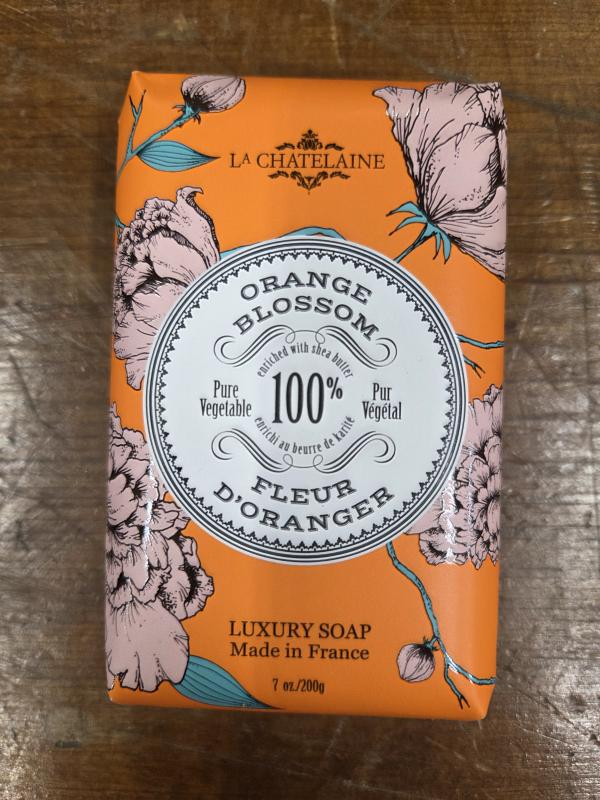 LA CHATELAINE
ORANGE
BLOSSOM
enriched with shea butter
Pure
Vegetable
100%
Pur
Végétal
enrichi au beurre de karité
FLEUR
D'ORANGER
LUXURY SOAP
Made in France
7 oz./200g